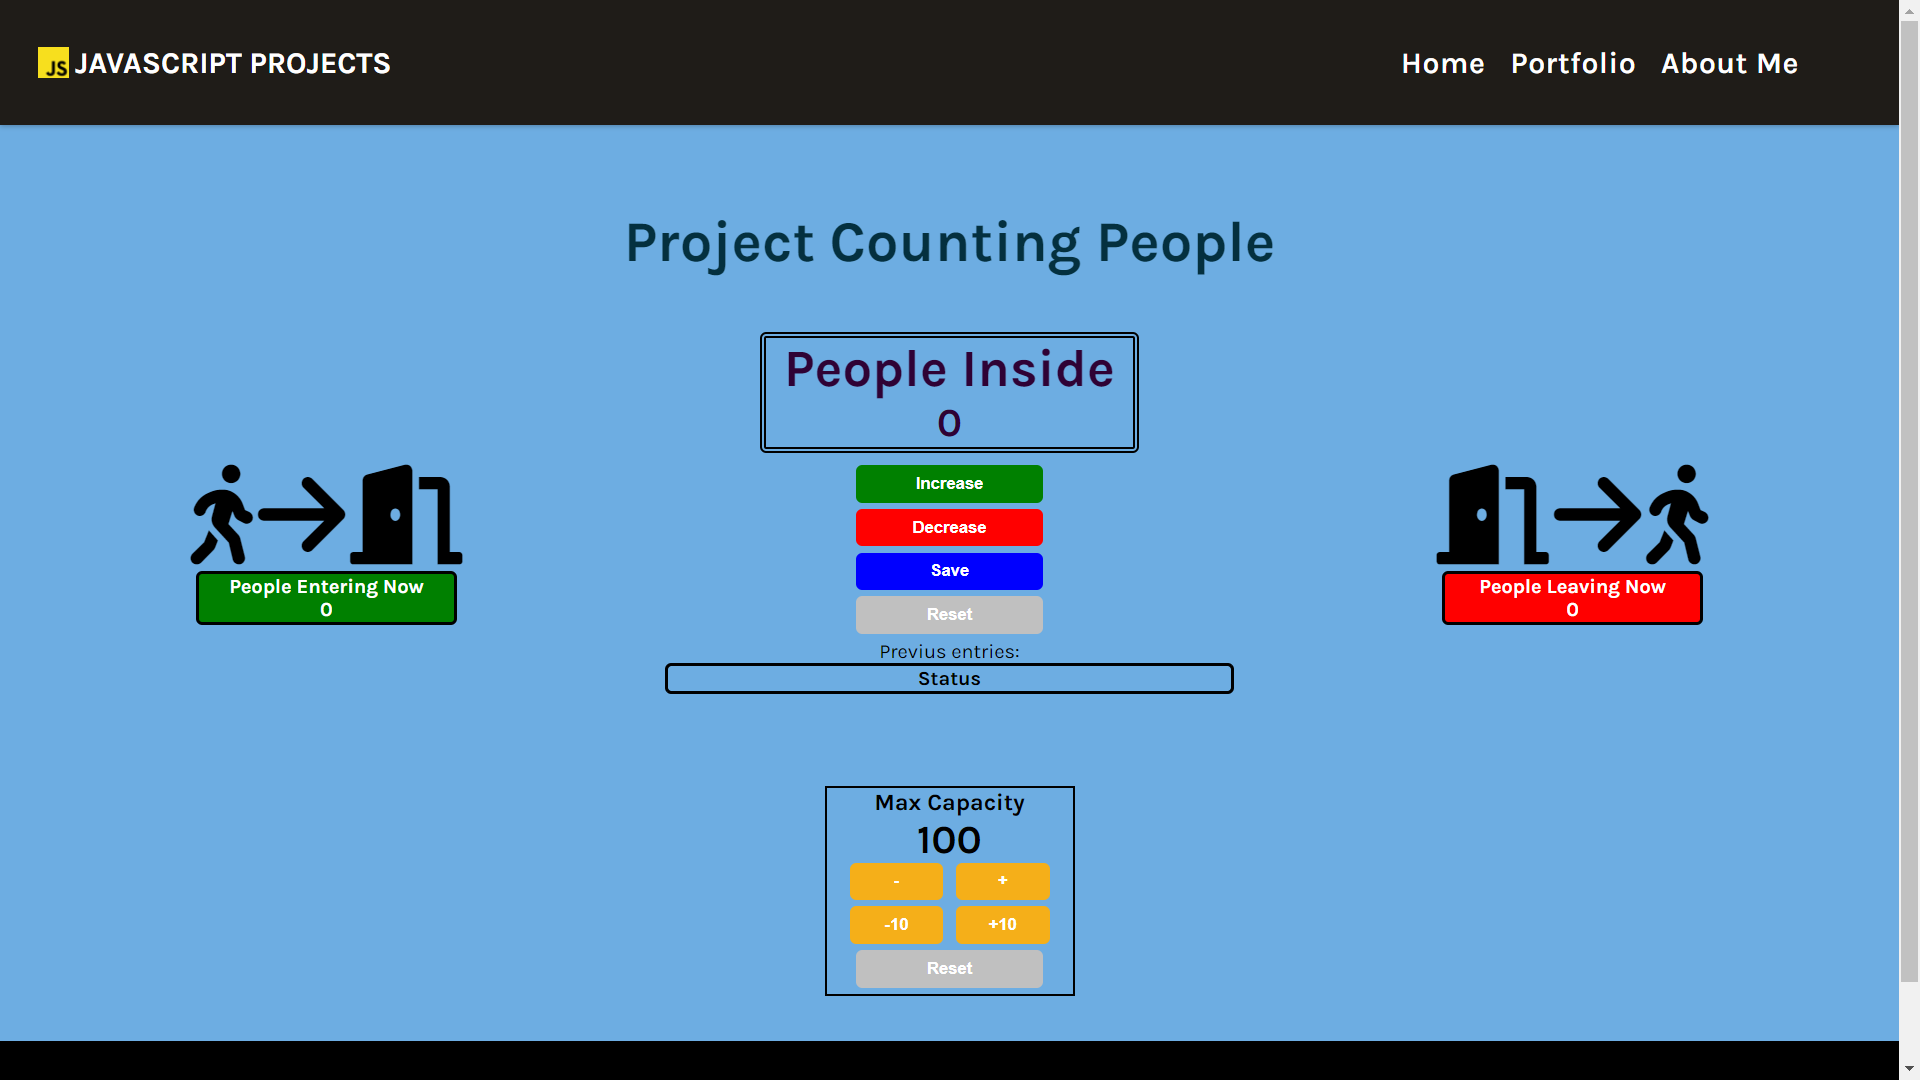 JS JAVASCRIPT PROJECTS
Home Portfolio About Me
Project Counting People
People Inside
0
Increase
Decrease
Save
Reset
People Entering Now
0
People Leaving Now
0
Previus entries:
Status
Max Capacity
100
- +
-10 +10
Reset